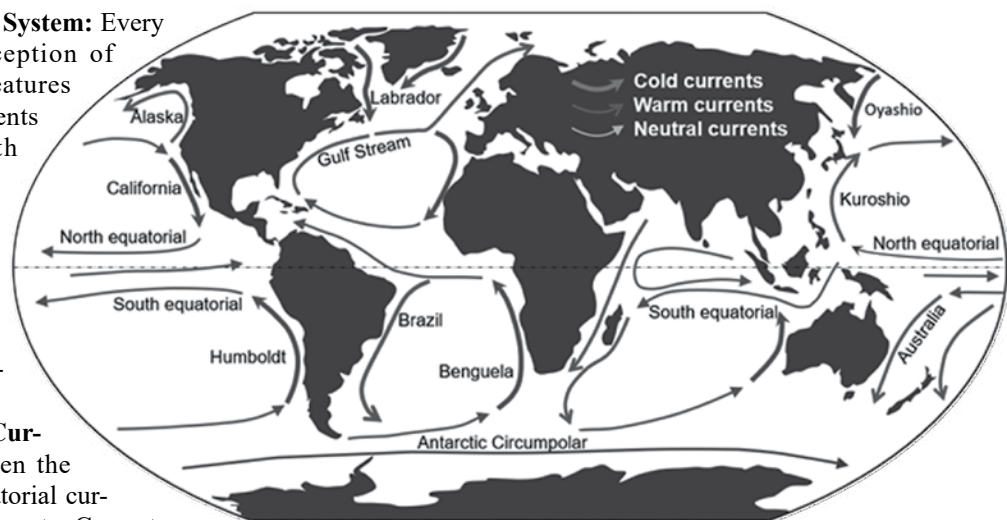 System: Every
ception of
eatures
ents
th
Cur-
en the
torial cur-
Labrador
Cold currents
Warm currents
Neutral currents
Alaska
Oyashio
Gulf Stream
California
Kuroshio
North equatorial
North equatorial
South equatorial
South equatorial
Brazil
Australia
Humboldt
Benguela
Antarctic Circumpolar